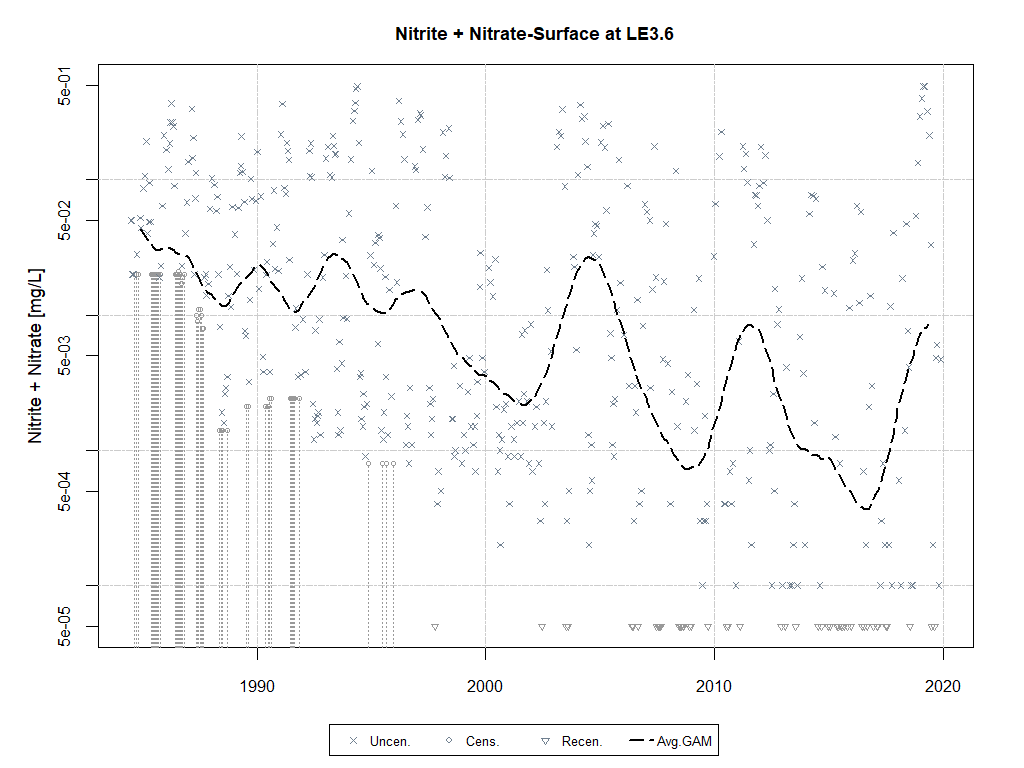 Nitrite + Nitrate-Surface at LE3.6
Nitrite + Nitrate [mg/L]
5e-01
5e-02
5e-03
5e-04
5e-05
1990 2000 2010 2020
Uncen. Cens. Recen. Avg.GAM